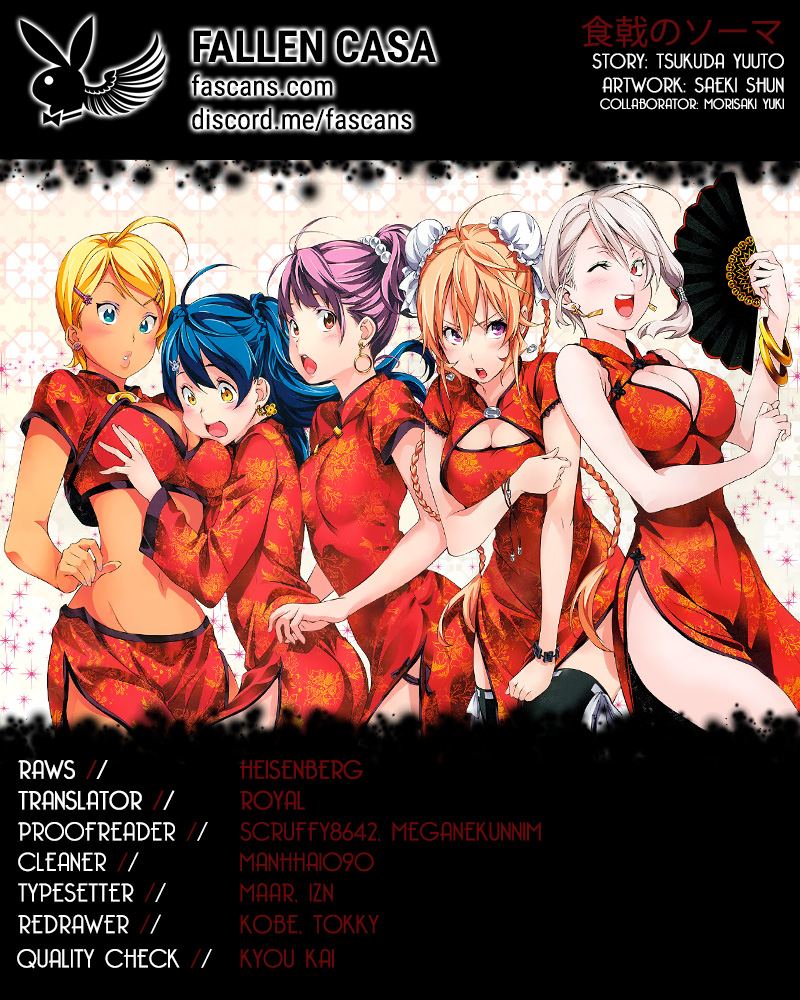 FALLEN CASA
fascans.com
discord.me/fascans
食戟のソーマ
STORY: TSUKUDA YUUTO
ARTWORK: SAEKI SHUN
COLLABORATOR: MORISAKI YUKI
RAWS // HEISENBERG
TRANSLATOR // ROYAL
PROOFREADER // SCRUFFY8642, MEGANEKUNNIM
CLEANER // MANHHAI090
TYPESETTER // MAAR, IZN
REDRAWER // KOBE, TOKKY
QUALITY CHECK // KYOU KAI